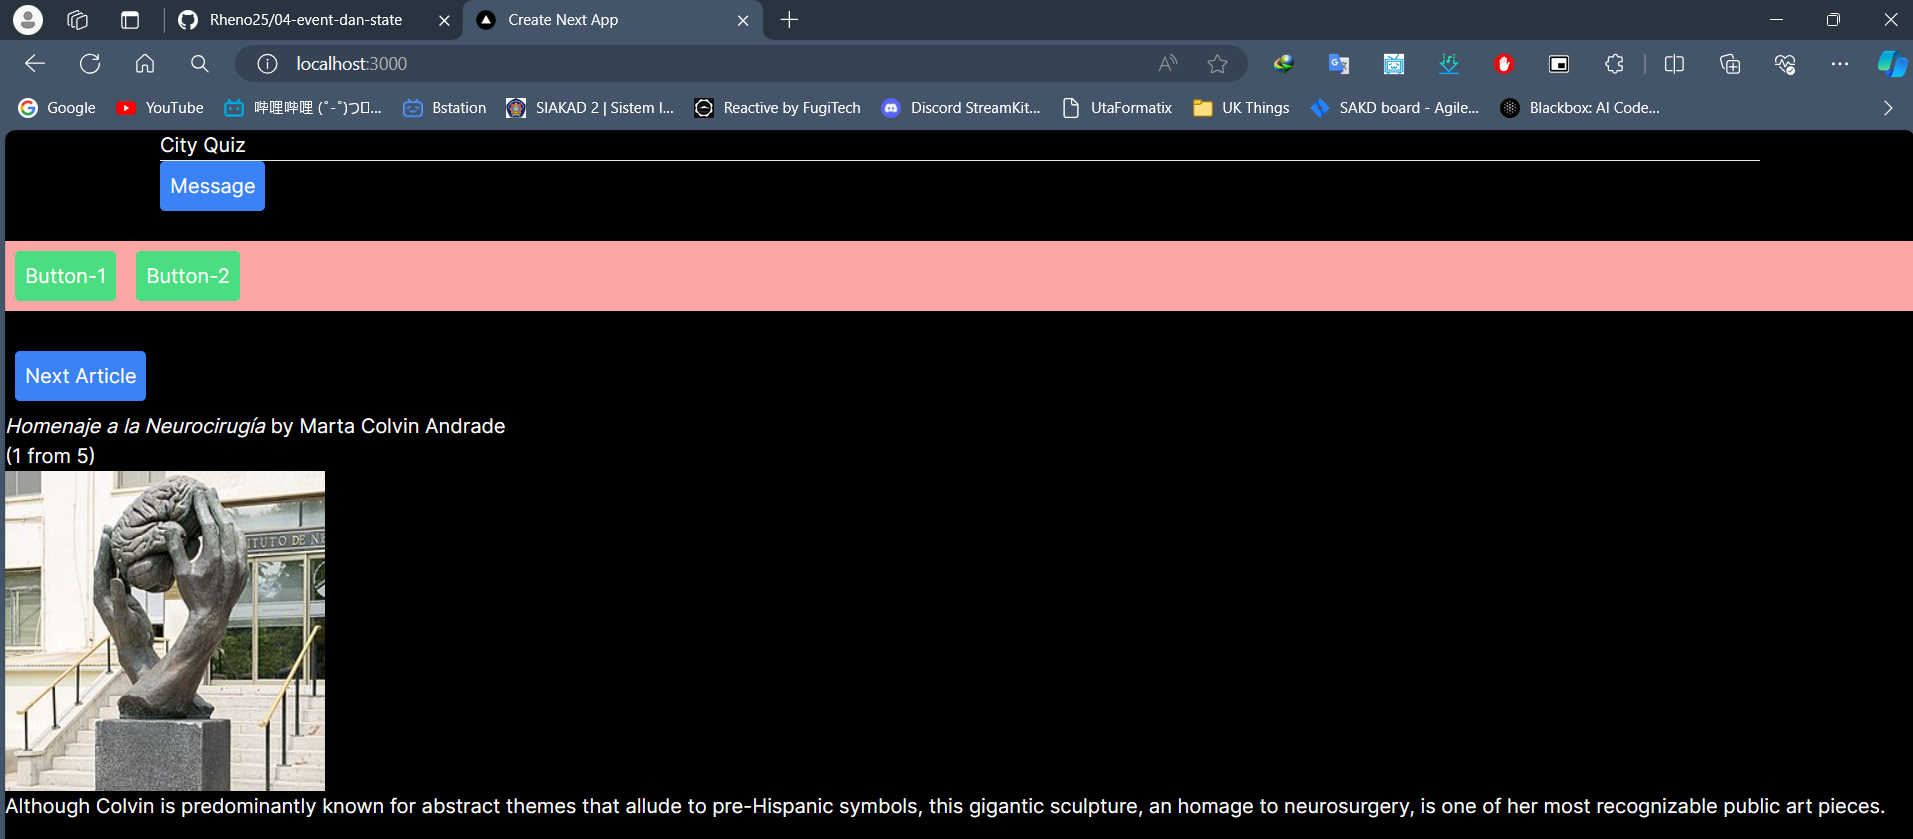 Rheno25/04-event-dan-state
Create Next App
localhost:3000
Google
YouTube
哔哩哔哩 (゜-゜)つロ...
Bstation
SIAKAD 2 | Sistem I...
Reactive by FugiTech
Discord StreamKit...
UtaFormatix
UK Things
SAKD board - Agile...
Blackbox: AI Code...
City Quiz
Message
Button-1
Button-2
Next Article
Homenaje a la Neurocirugía by Marta Colvin Andrade
(1 from 5)
ITUTO DE NE
Although Colvin is predominantly known for abstract themes that allude to pre-Hispanic symbols, this gigantic sculpture, an homage to neurosurgery, is one of her most recognizable public art pieces.